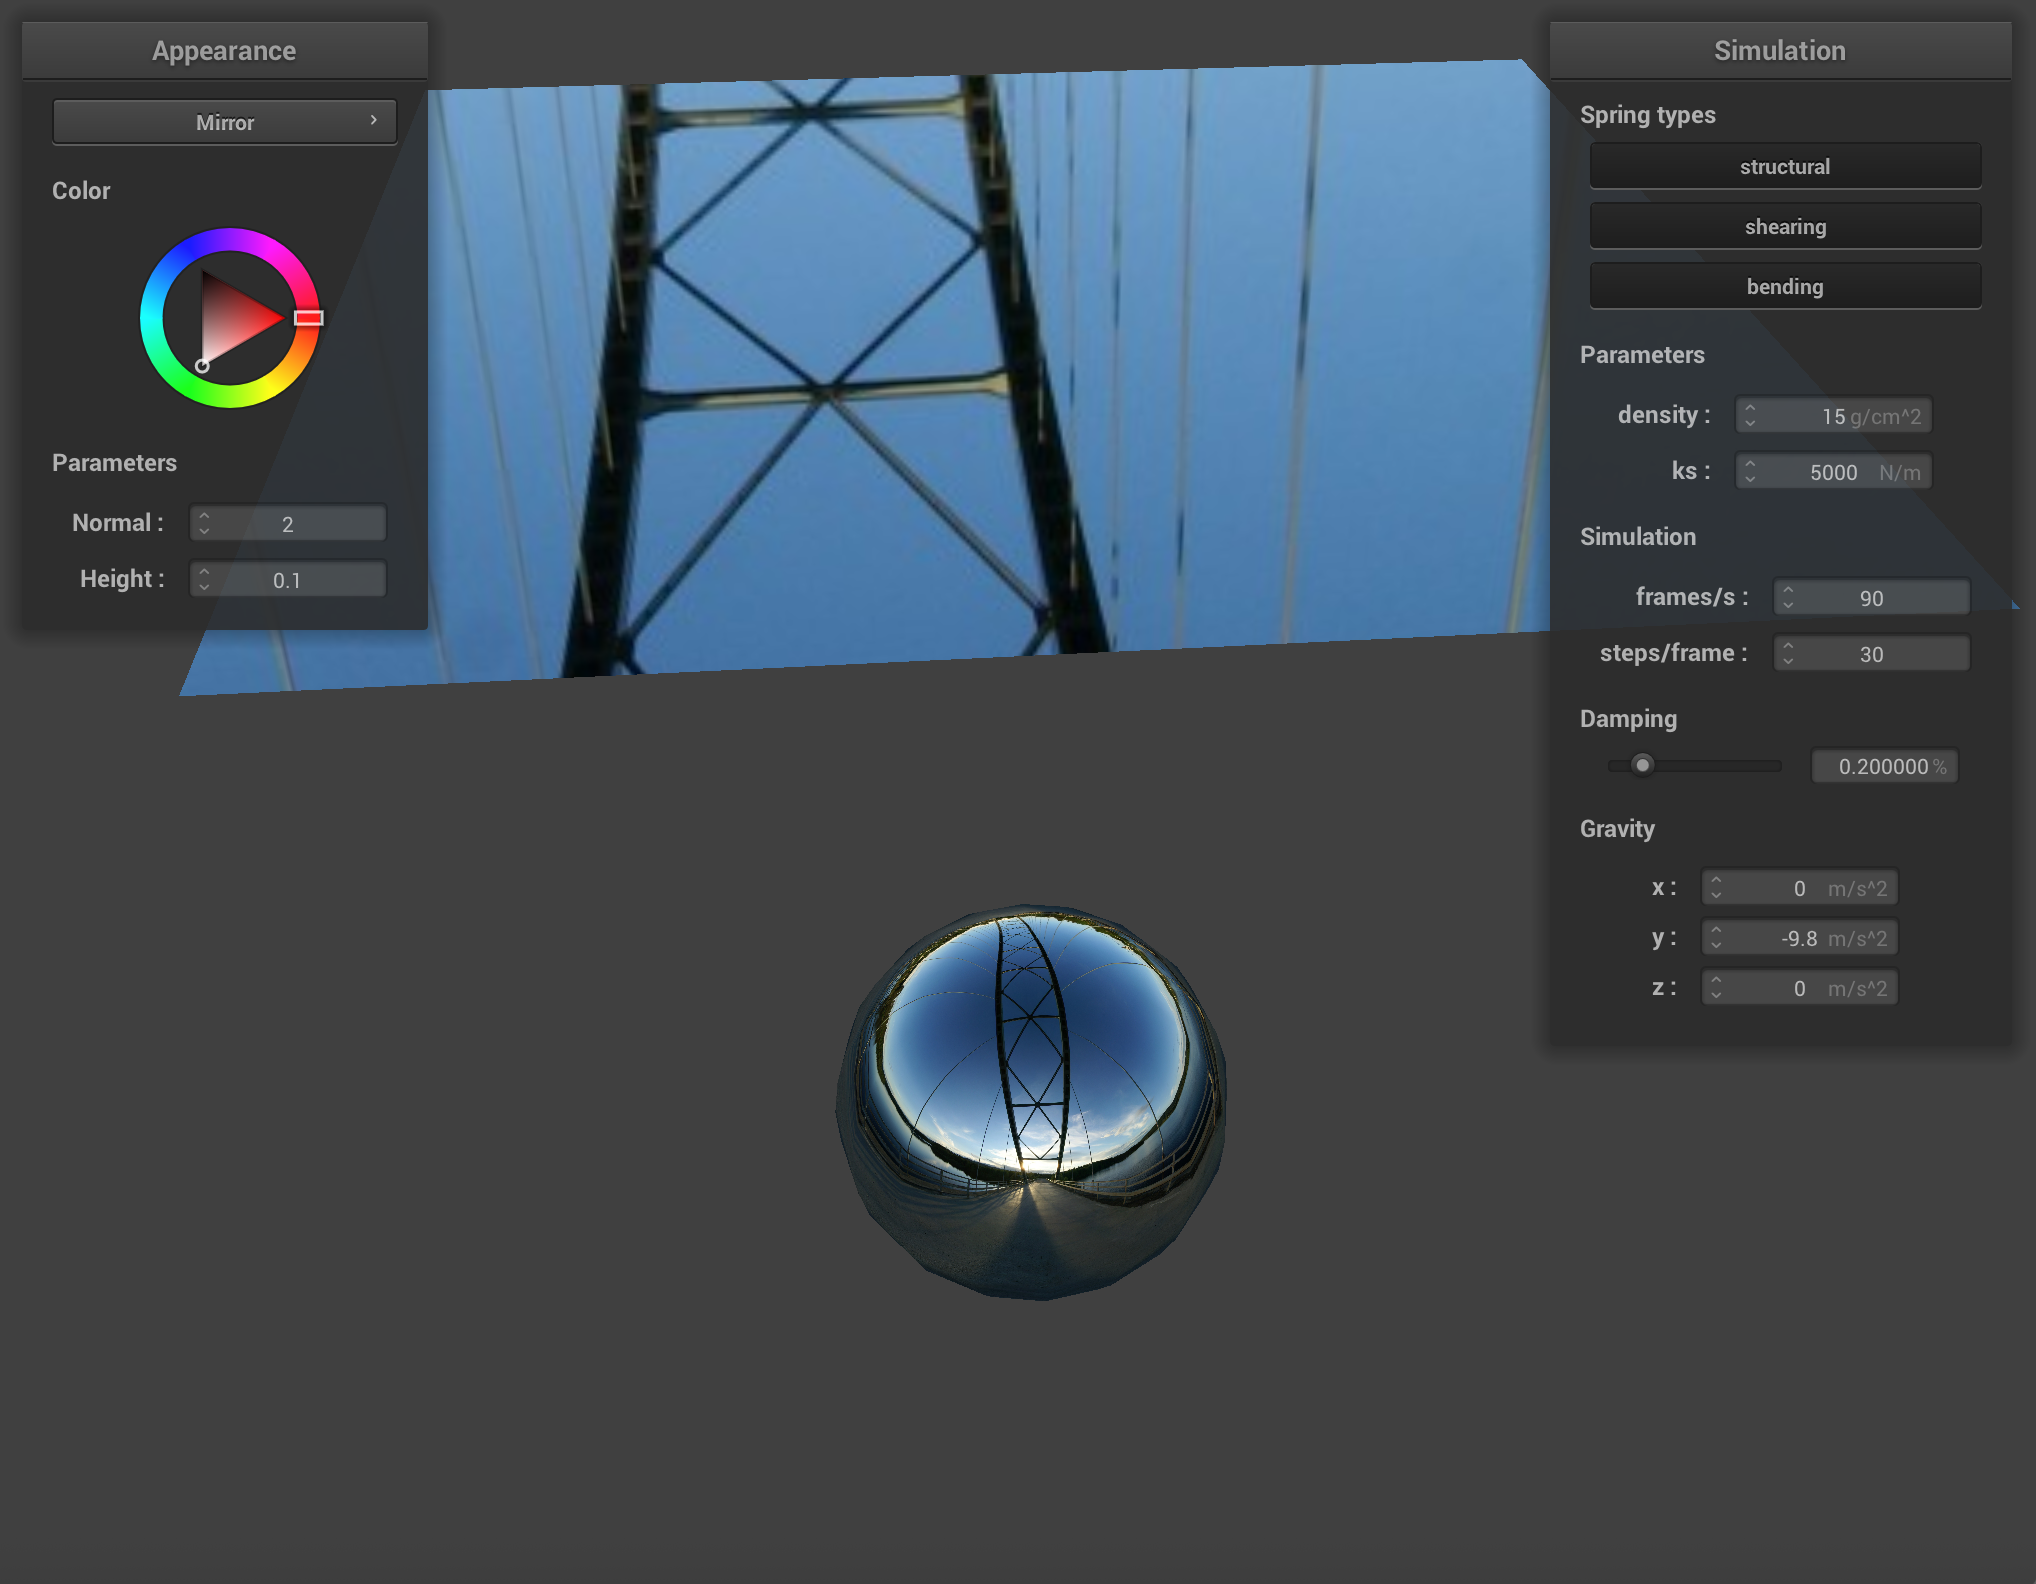 Appearance
Mirror
Color
Parameters
Normal : 2
Height : 0.1
Simulation
Spring types
structural
shearing
bending
Parameters
density : 15 g/cm^2
ks : 5000 N/m
Simulation
frames/s : 90
steps/frame : 30
Damping
0.200000 %
Gravity
x : 0 m/s^2
y : -9.8 m/s^2
z : 0 m/s^2